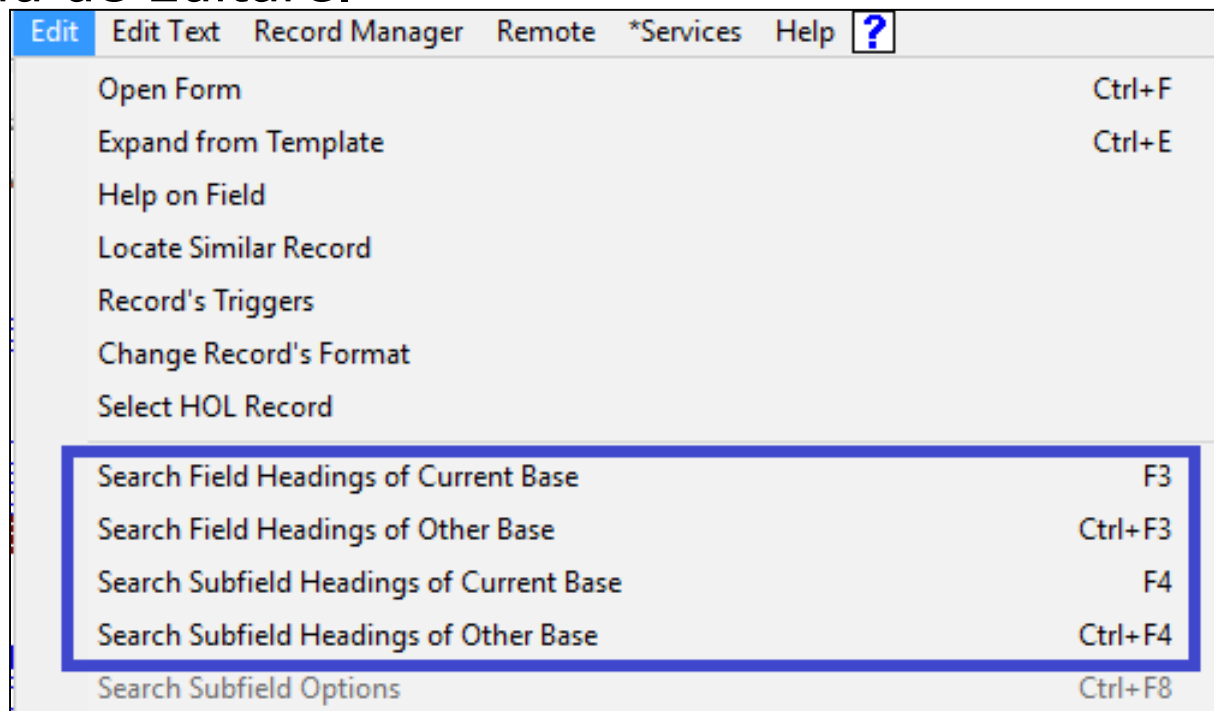 Edit Edit Text Record Manager Remote *Services Help ?
Open Form Ctrl+F
Expand from Template Ctrl+E
Help on Field
Locate Similar Record
Record's Triggers
Change Record's Format
Select HOL Record
Search Field Headings of Current Base F3
Search Field Headings of Other Base Ctrl+F3
Search Subfield Headings of Current Base F4
Search Subfield Headings of Other Base Ctrl+F4
Search Subfield Options Ctrl+F8